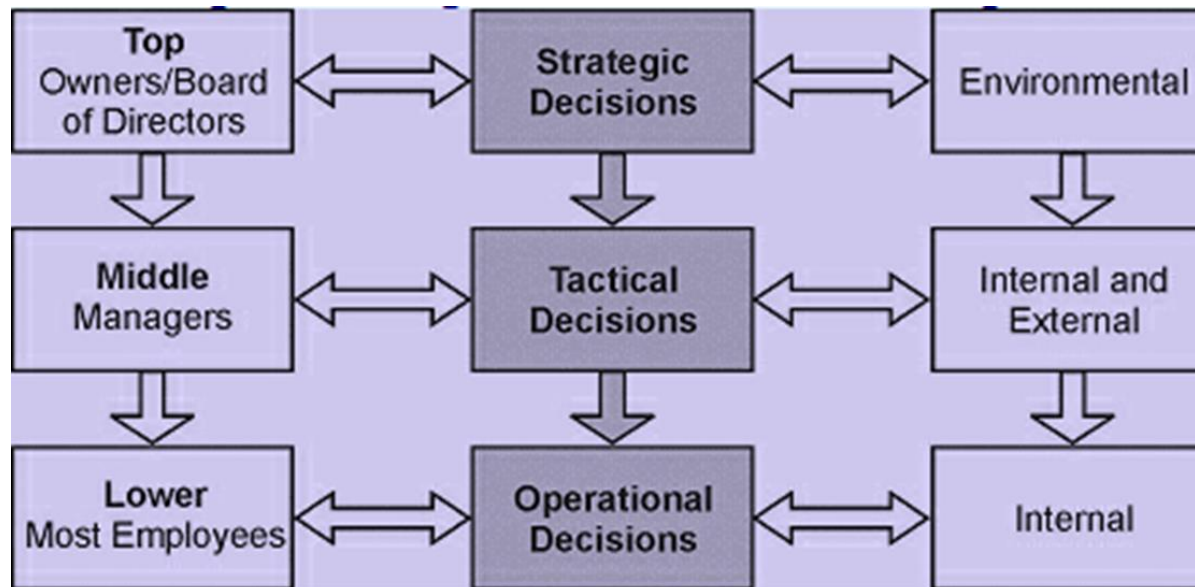 Top
Owners/Board
of Directors
Strategic
Decisions
Environmental
Middle
Managers
Tactical
Decisions
Internal and
External
Lower
Most Employees
Operational
Decisions
Internal